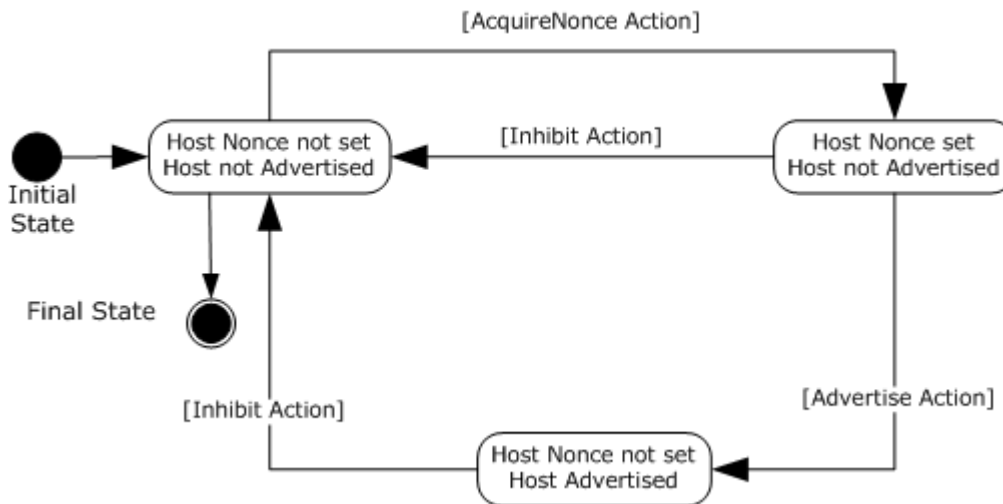 [AcquireNonce Action]
Host Nonce not set
Host not Advertised
[Inhibit Action]
Host Nonce set
Host not Advertised
Initial
State
Final State
[Inhibit Action]
[Advertise Action]
Host Nonce not set
Host Advertised